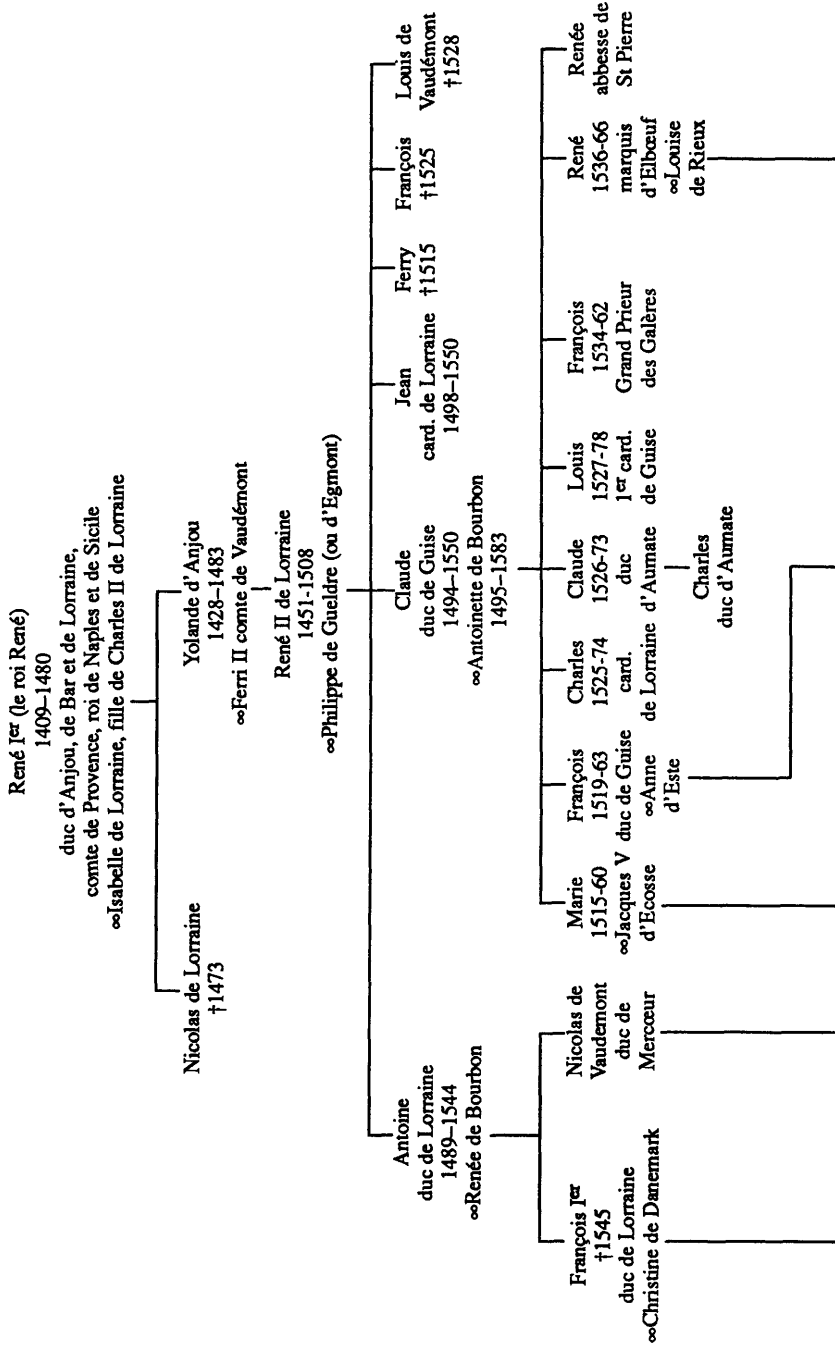 René Ier (le roi René)
1409–1480
duc d'Anjou, de Bar et de Lorraine,
comte de Provence, roi de Naples et de Sicile
∞Isabelle de Lorraine, fille de Charles II de Lorraine
Nicolas de Lorraine
†1473
Yolande d'Anjou
1428–1483
∞Ferri II comte de Vaudémont
René II de Lorraine
1451-1508
∞Philippe de Gueldre (ou d'Egmont)
Antoine
duc de Lorraine
1489–1544
∞Renée de Bourbon
Claude
duc de Guise
1494–1550
∞Antoinette de Bourbon
1495–1583
Jean
card. de Lorraine
1498–1550
Ferry
†1515
François
†1525
Louis de
Vaudémont
†1528
François Ier
†1545
duc de Lorraine
∞Christine de Danemark
Nicolas de
Vaudemont
duc de
Mercœur
Marie
1515-60
∞Jacques V
d'Ecosse
François
1519-63
duc de Guise
∞Anne
d'Este
Charles
1525-74
card.
de Lorraine
Claude
1526-73
duc
d'Aumate
Charles
duc d'Aumate
Louis
1527-78
1er card.
de Guise
François
1534-62
Grand Prieur
des Galères
René
1536-66
marquis
d'Elbœuf
∞Louise
de Rieux
Renée
abbesse de
St Pierre